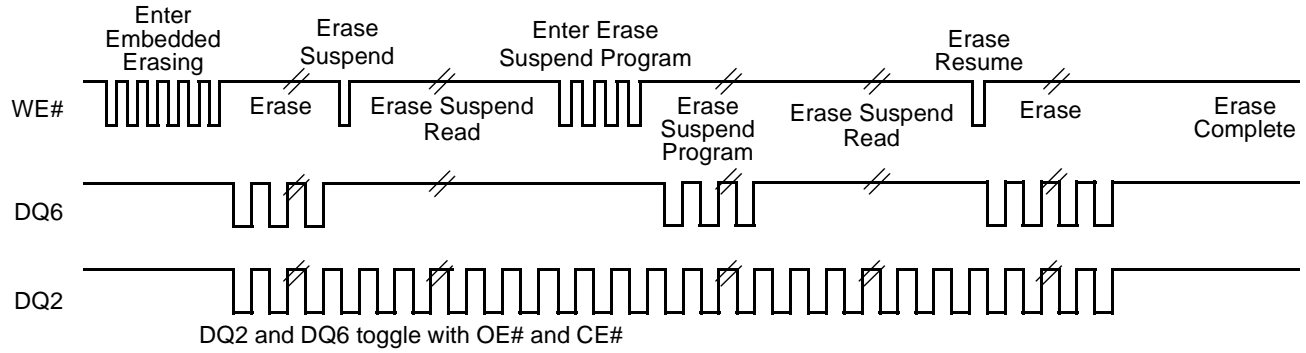 Enter
Embedded
Erasing
Erase
Suspend
Enter Erase
Suspend Program
Erase
Resume
WE#
Erase
Erase Suspend
Read
Erase
Suspend
Program
Erase Suspend
Read
Erase
Erase
Complete
DQ6
DQ2
DQ2 and DQ6 toggle with OE# and CE#